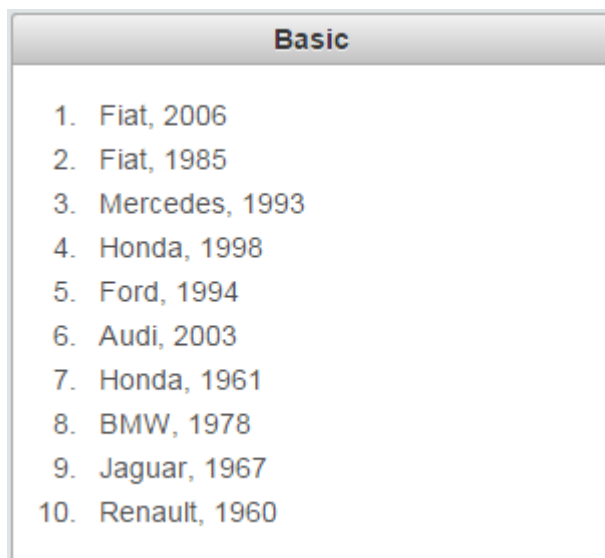 Basic
1. Fiat, 2006
2. Fiat, 1985
3. Mercedes, 1993
4. Honda, 1998
5. Ford, 1994
6. Audi, 2003
7. Honda, 1961
8. BMW, 1978
9. Jaguar, 1967
10. Renault, 1960